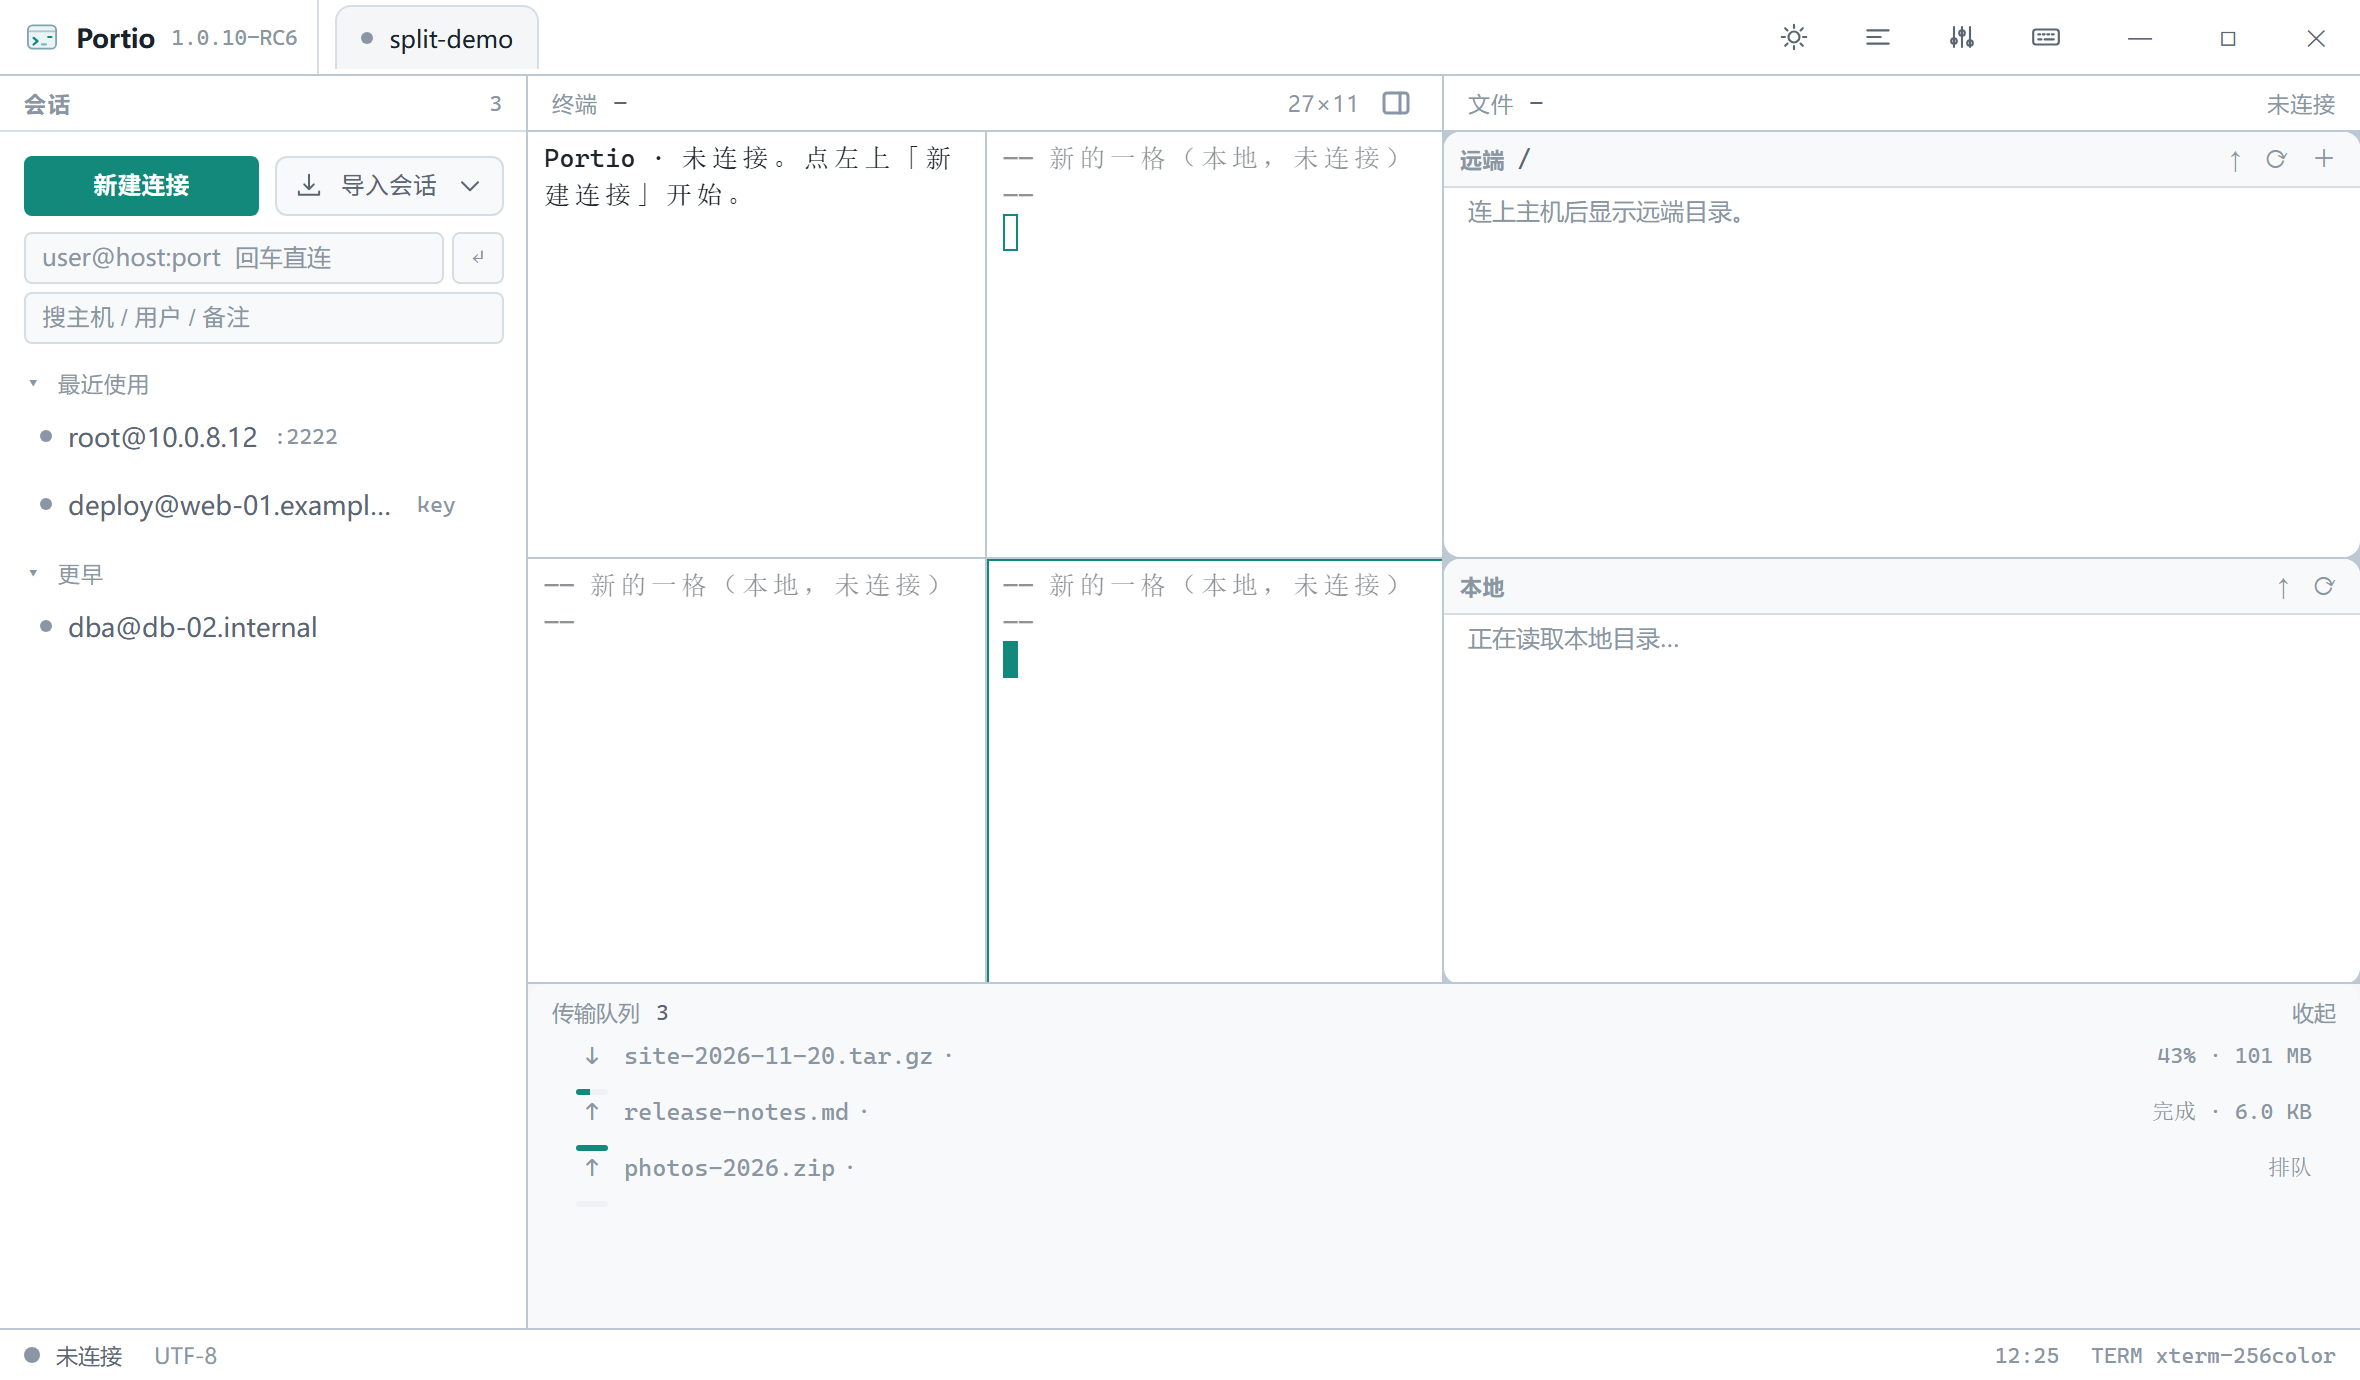 Portio 1.0.10-RC6 split-demo
会话 3
新建连接 导入会话
user@host:port 回车直连 ↵
搜主机 / 用户 / 备注
▾ 最近使用
root@10.0.8.12 :2222
deploy@web-01.exampl... key
▾ 更早
dba@db-02.internal
终端 — 27×11
Portio · 未连接。点左上「新
建连接」开始。
—— 新的一格（本地，未连接）
——
—— 新的一格（本地，未连接）
——
—— 新的一格（本地，未连接）
——
文件 — 未连接
远端 / ↑ ⟳ +
连上主机后显示远端目录。
本地 ↑ ⟳
正在读取本地目录...
传输队列 3 收起
↓ site-2026-11-20.tar.gz · 43% · 101 MB
↑ release-notes.md · 完成 · 6.0 KB
↑ photos-2026.zip · 排队
未连接 UTF-8 12:25 TERM xterm-256color